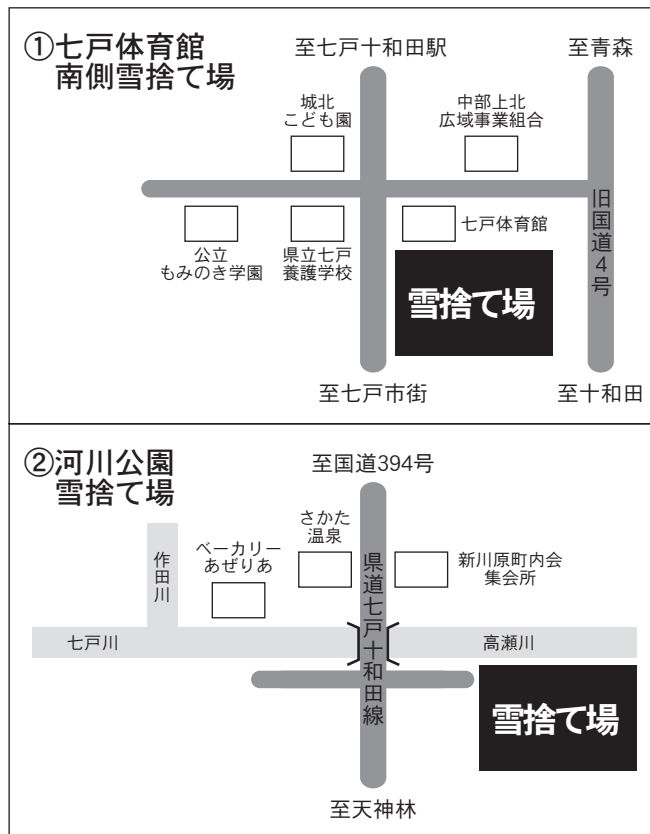 ①七戸体育館
南側雪捨て場
至七戸十和田駅
至青森
城北
こども園
中部上北
広域事業組合
公立
もみのき学園
県立七戸
養護学校
七戸体育館
旧国道4号
雪捨て場
至七戸市街
至十和田
②河川公園
雪捨て場
至国道394号
さかた
温泉
ベーカリー
あぜりあ
作田川
県道七戸十和田線
新川原町内会
集会所
七戸川
高瀬川
雪捨て場
至天神林